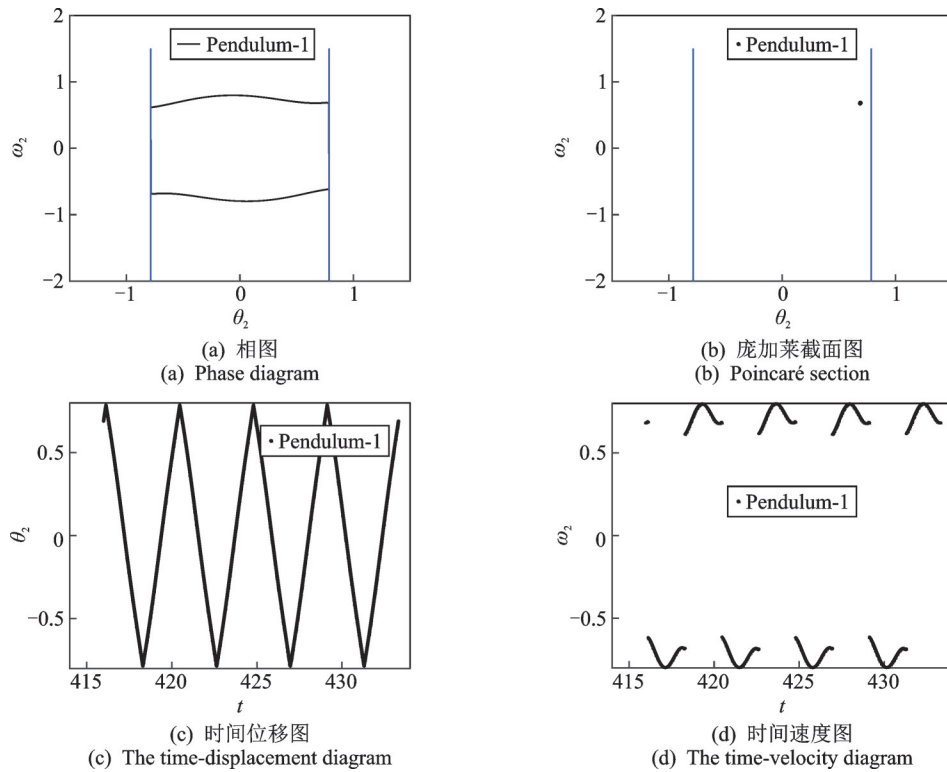 2
Pendulum-1
1
ω₂
0
−1
−2
−1
0
1
θ₂
(a) 相图
(a) Phase diagram
2
Pendulum-1
1
ω₂
0
−1
−2
−1
0
1
θ₂
(b) 庞加莱截面图
(b) Poincaré section
Pendulum-1
0.5
θ₂
0
−0.5
415
420
425
430
t
(c) 时间位移图
(c) The time-displacement diagram
0.5
Pendulum-1
ω₂
0
−0.5
415
420
425
430
t
(d) 时间速度图
(d) The time-velocity diagram